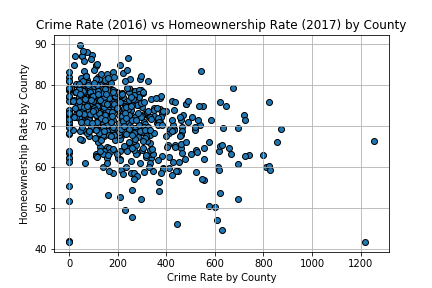 Crime Rate (2016) vs Homeownership Rate (2017) by County
90
80
70
60
50
40
Homeownership Rate by County
0 200 400 600 800 1000 1200
Crime Rate by County